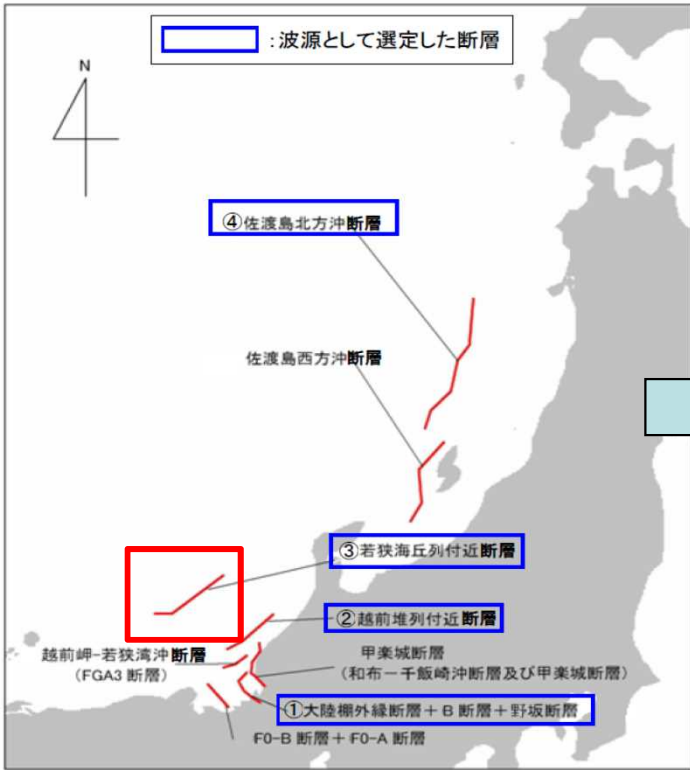 ：波源として選定した断層
N
④佐渡島北方沖断層
佐渡島西方沖断層
③若狭海丘列付近断層
②越前堆列付近断層
越前岬−若狭湾沖断層
(FGA3 断層)
甲楽城断層
(和布−干飯崎沖断層及び甲楽城断層)
①大陸棚外縁断層＋B 断層＋野坂断層
F0-B 断層＋F0-A 断層